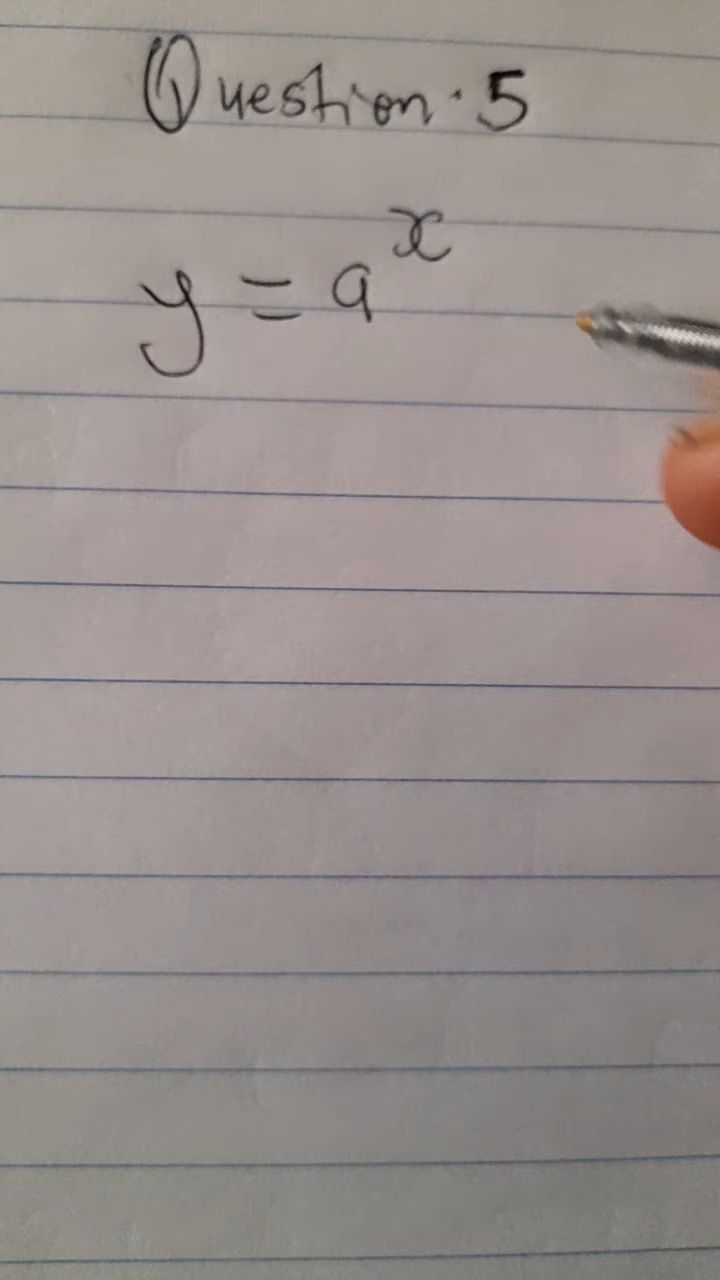 Question. 5
y = a^x